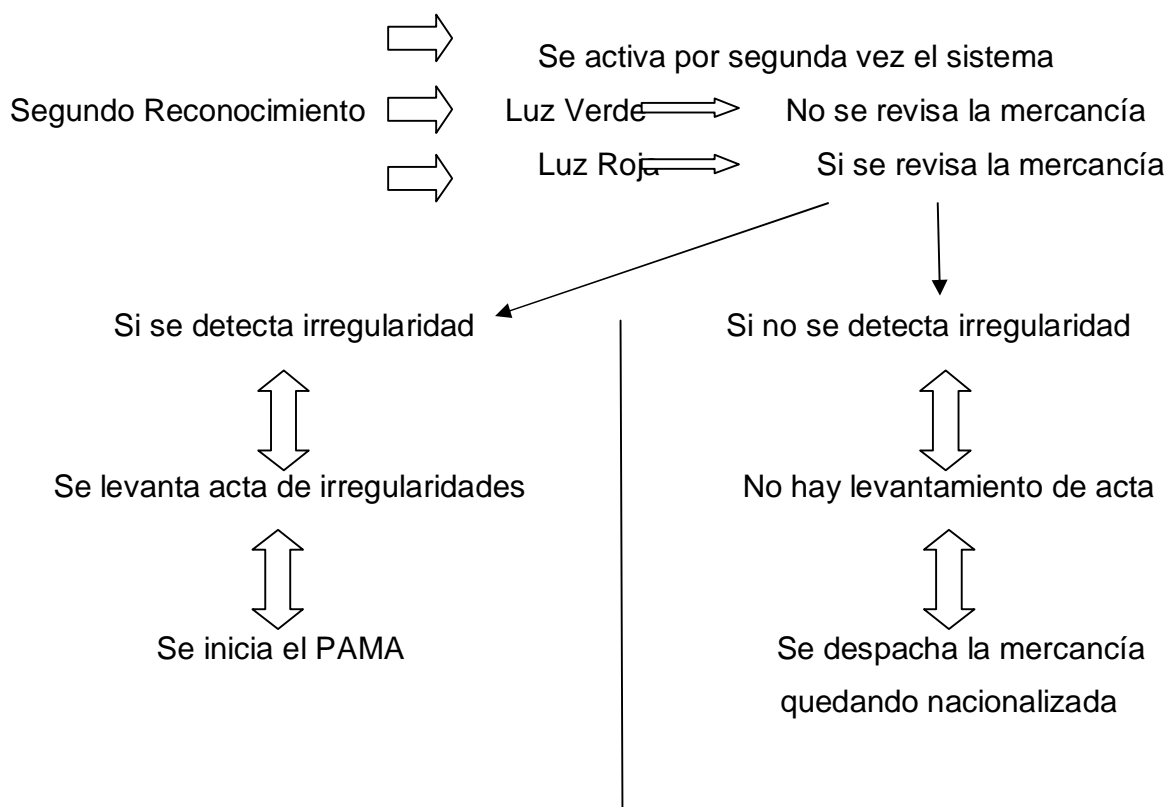 Se activa por segunda vez el sistema
Segundo Reconocimiento
Luz Verde
No se revisa la mercancía
Luz Roja
Si se revisa la mercancía
Si se detecta irregularidad
Si no se detecta irregularidad
Se levanta acta de irregularidades
No hay levantamiento de acta
Se inicia el PAMA
Se despacha la mercancía
quedando nacionalizada